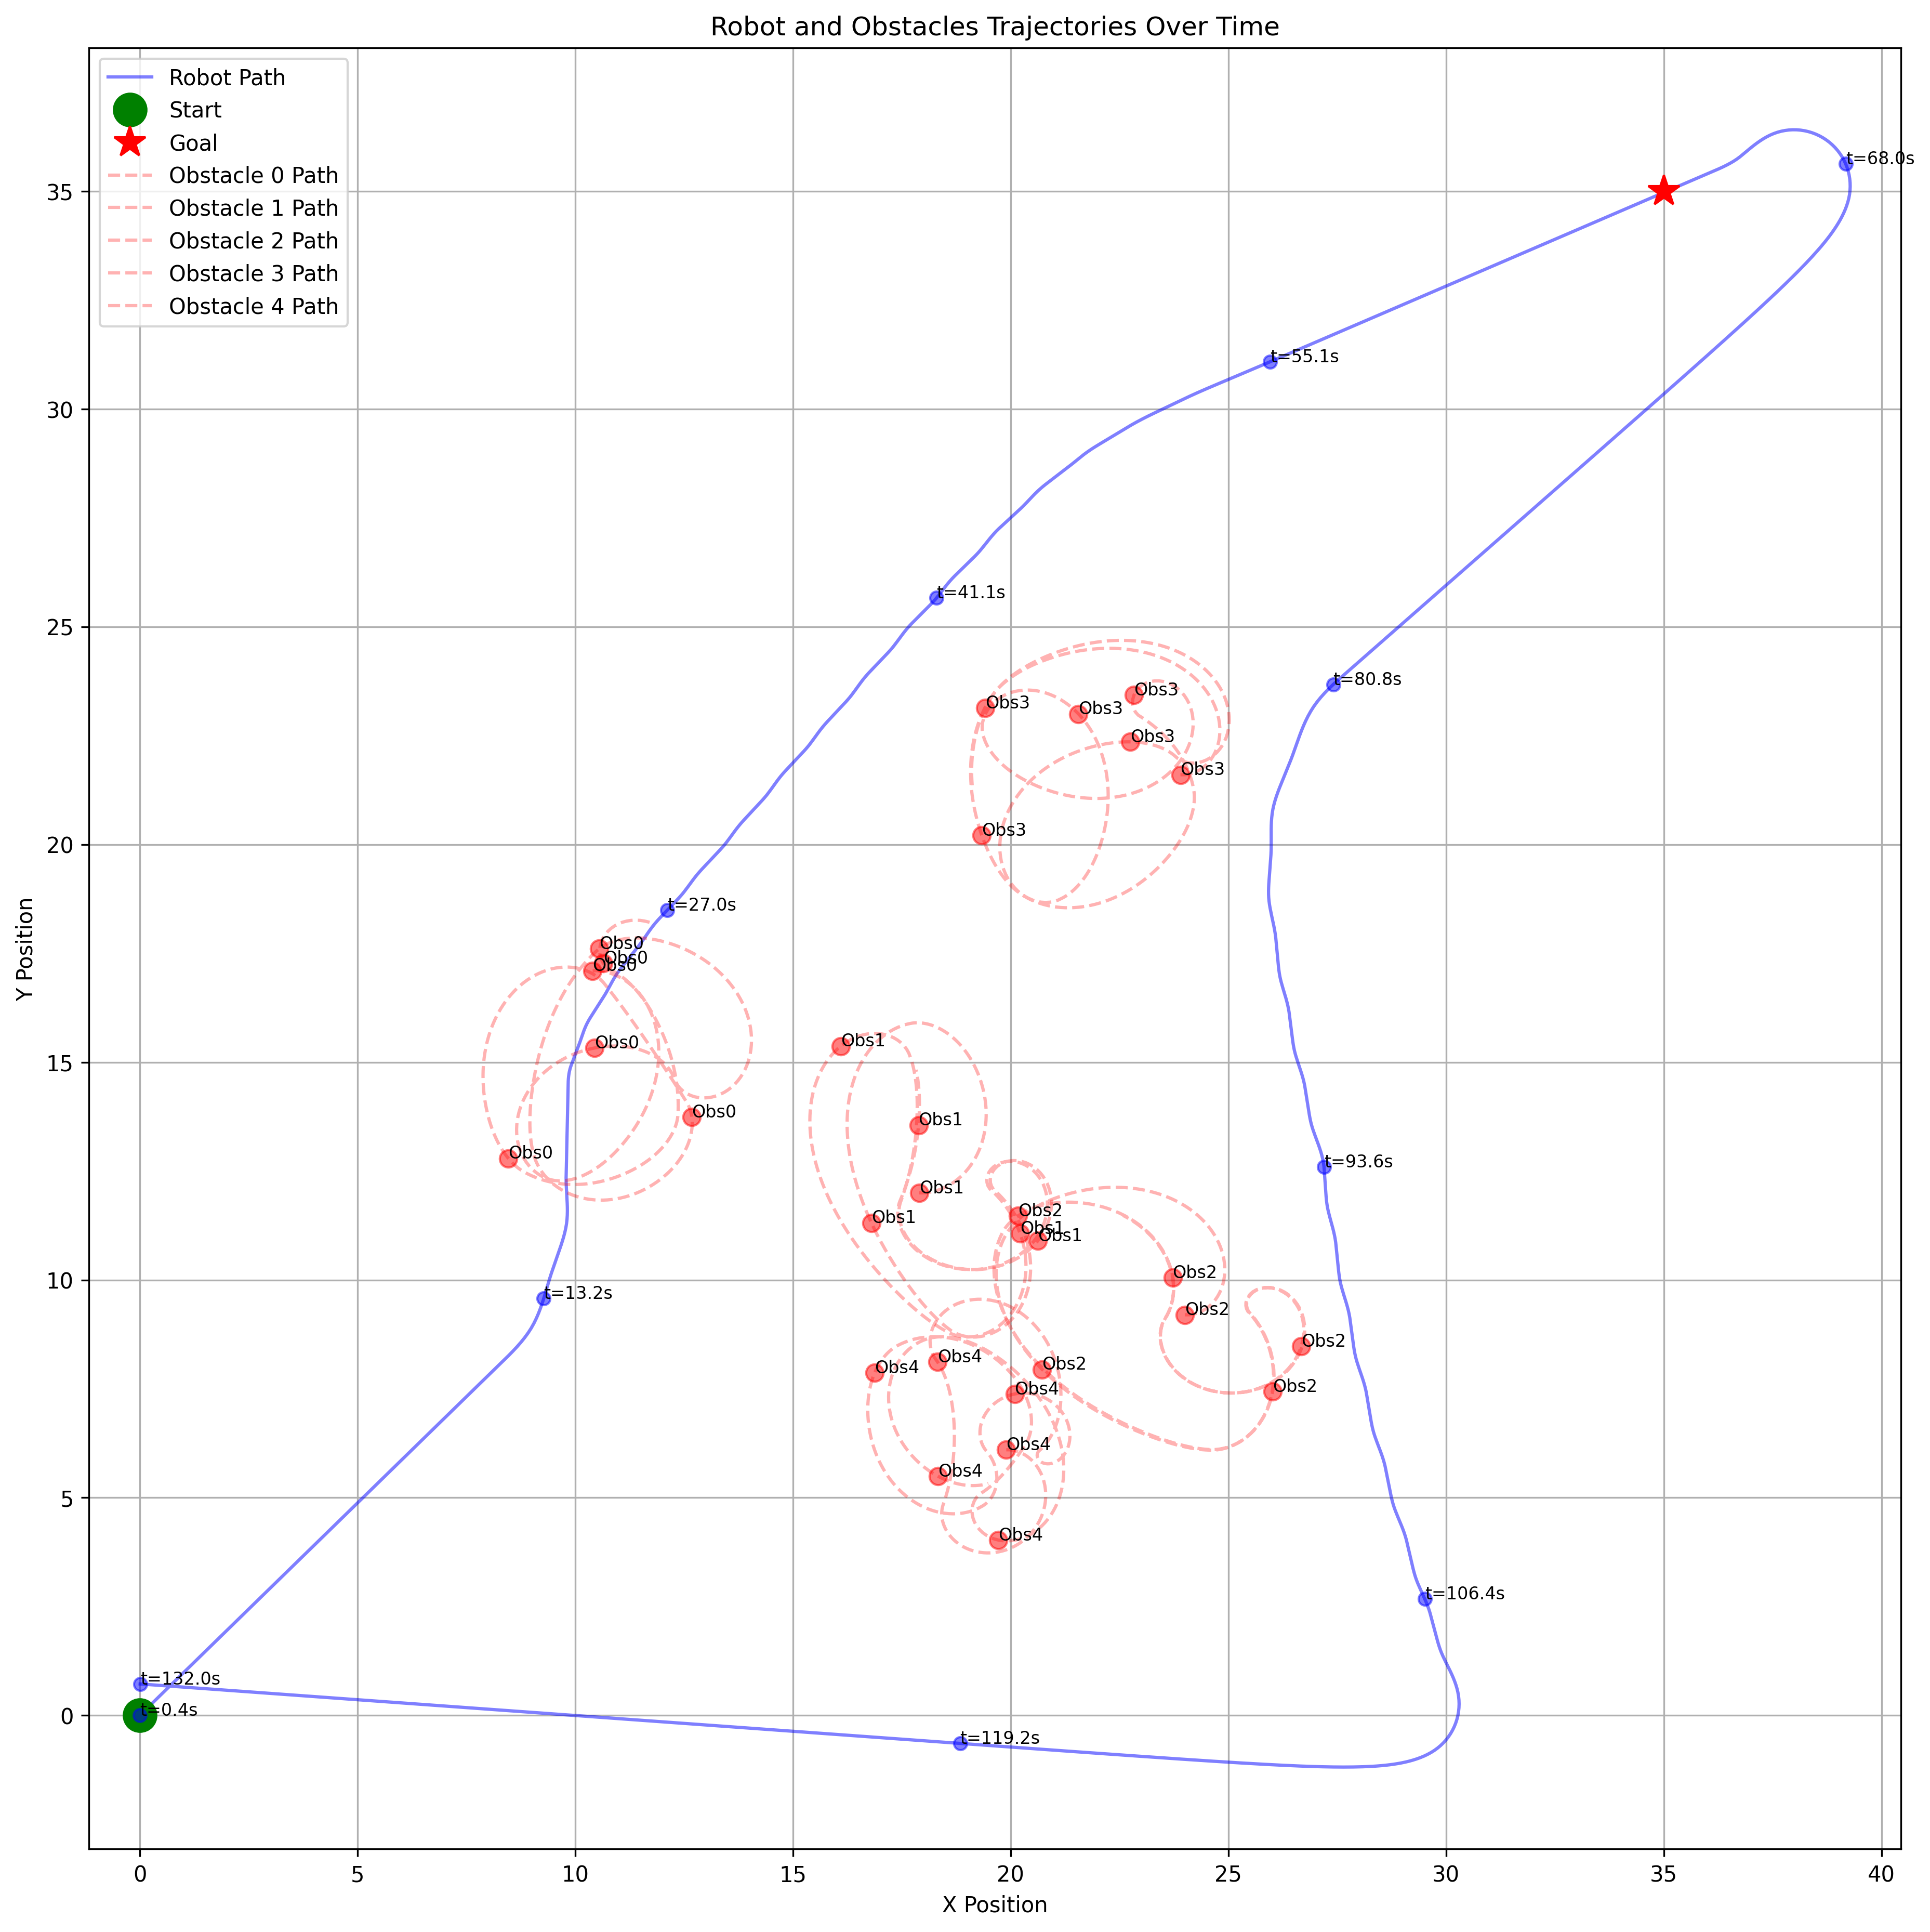 Robot and Obstacles Trajectories Over Time
Robot Path
Start
Goal
Obstacle 0 Path
Obstacle 1 Path
Obstacle 2 Path
Obstacle 3 Path
Obstacle 4 Path
t=68.0s
35
t=55.1s
30
t=41.1s
25
t=80.8s
Obs3
Obs3
Obs3
Obs3
Obs3
Obs3
20
t=27.0s
Obs0
Obs0
Obs0
Obs0
Obs0
Obs0
15
Obs1
Obs1
Obs1
Obs1
Obs1
Obs1
t=93.6s
Obs2
Obs2
Obs2
Obs2
Obs2
Obs2
10
t=13.2s
Obs4
Obs4
Obs4
Obs4
Obs4
Obs4
5
t=106.4s
t=132.0s
t=0.4s
0
t=119.2s
0 5 10 15 20 25 30 35 40
X Position
Y Position